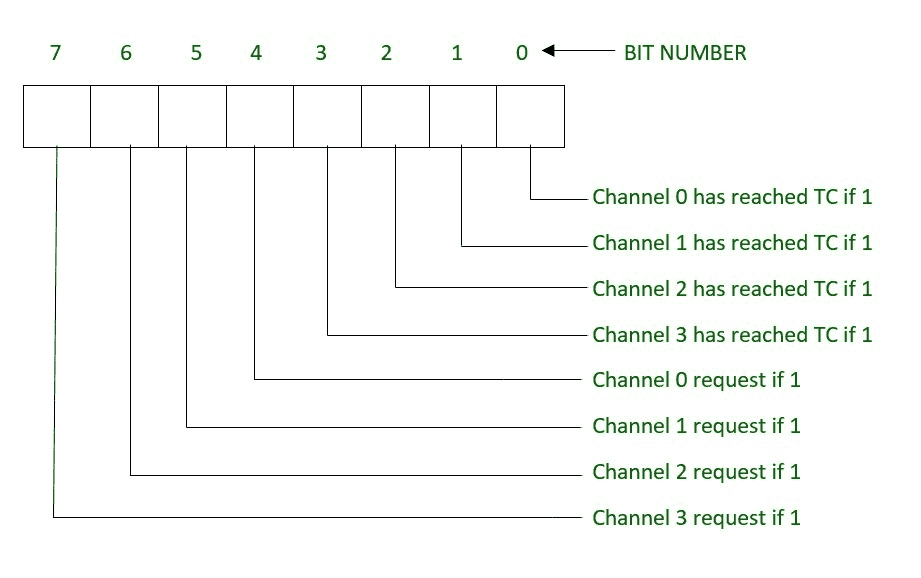 7 6 5 4 3 2 1 0 BIT NUMBER
Channel 0 has reached TC if 1
Channel 1 has reached TC if 1
Channel 2 has reached TC if 1
Channel 3 has reached TC if 1
Channel 0 request if 1
Channel 1 request if 1
Channel 2 request if 1
Channel 3 request if 1